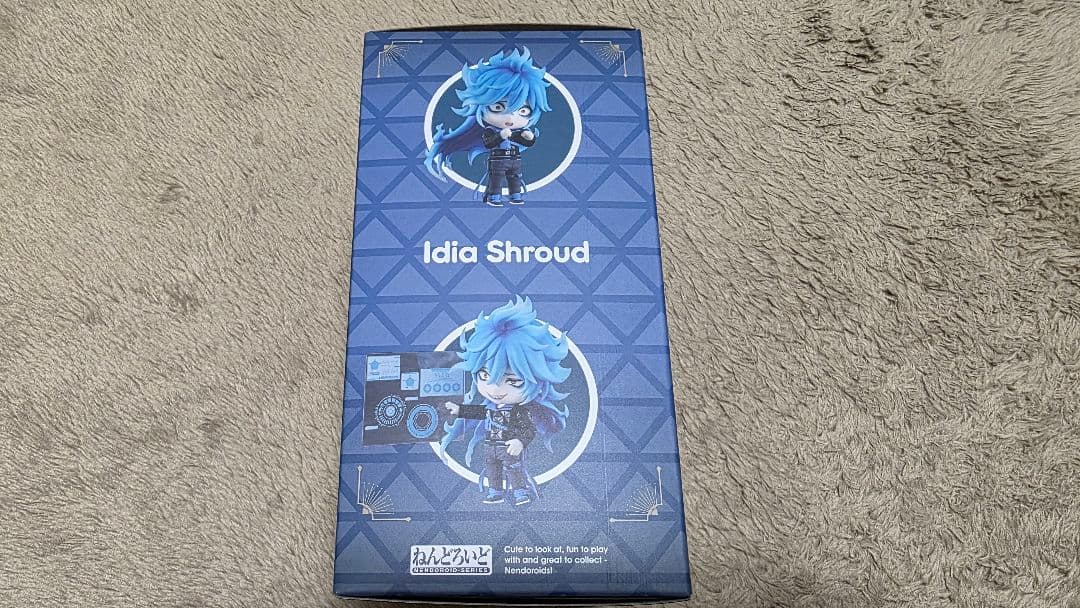 Idia Shroud
ねんどろいど
NENDOROID-SERIES
Cute to look at, fun to play
with and great to collect -
Nendoroids!